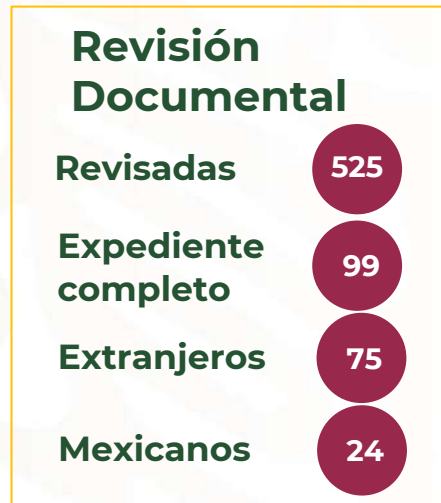 Revisión
Documental
Revisadas 525
Expediente
completo 99
Extranjeros 75
Mexicanos 24